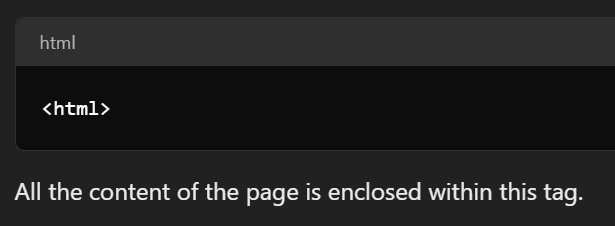 html
<html>
All the content of the page is enclosed within this tag.